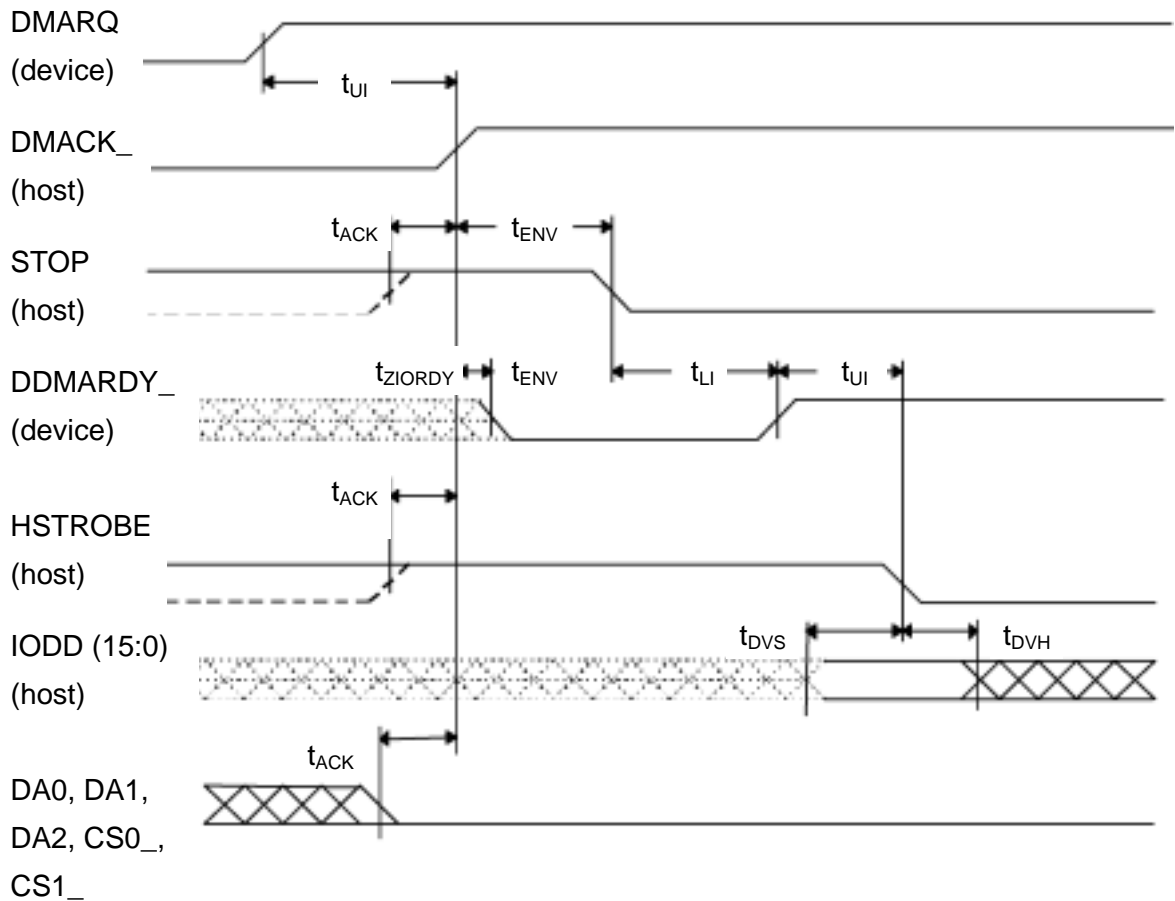 DMARQ
(device)
tUI
DMACK_
(host)
tACK
tENV
STOP
(host)
tZIORDY
tENV
tLI
tUI
DDMARDY_
(device)
tACK
HSTROBE
(host)
tDVS
tDVH
IODD (15:0)
(host)
tACK
DA0, DA1,
DA2, CS0_,
CS1_